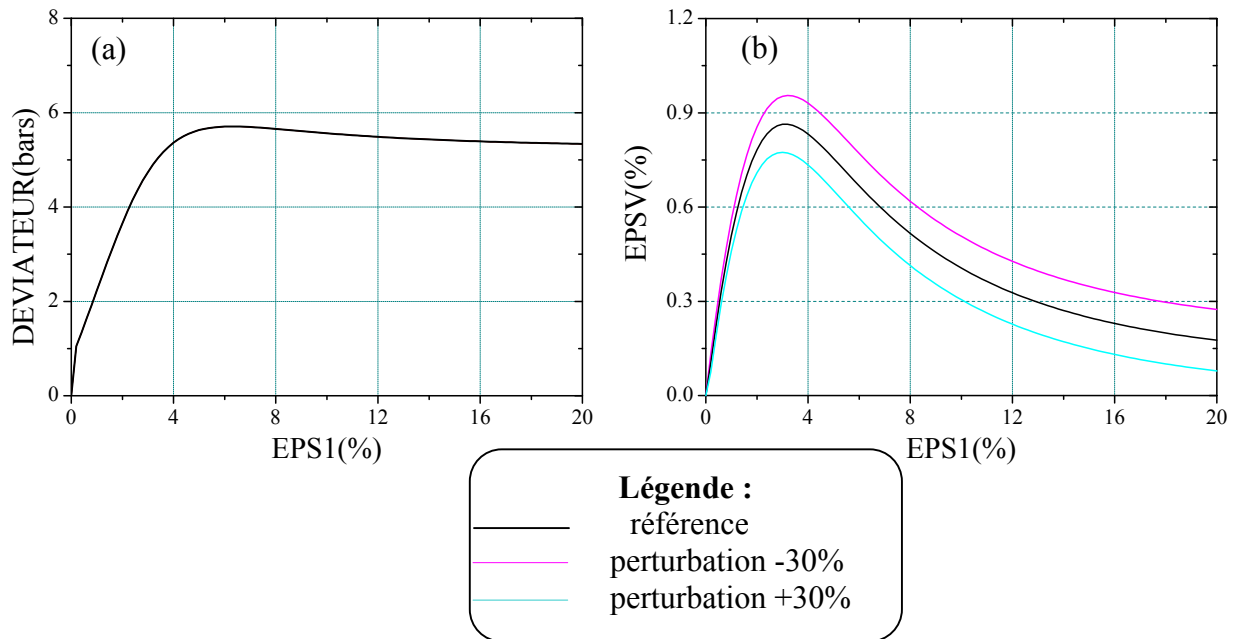 (a)
DEVIATEUR(bars)
8
6
4
2
0
0 4 8 12 16 20
EPS1(%)
(b)
EPSV(%)
1.2
0.9
0.6
0.3
0.0
0 4 8 12 16 20
EPS1(%)
Légende :
référence
perturbation -30%
perturbation +30%